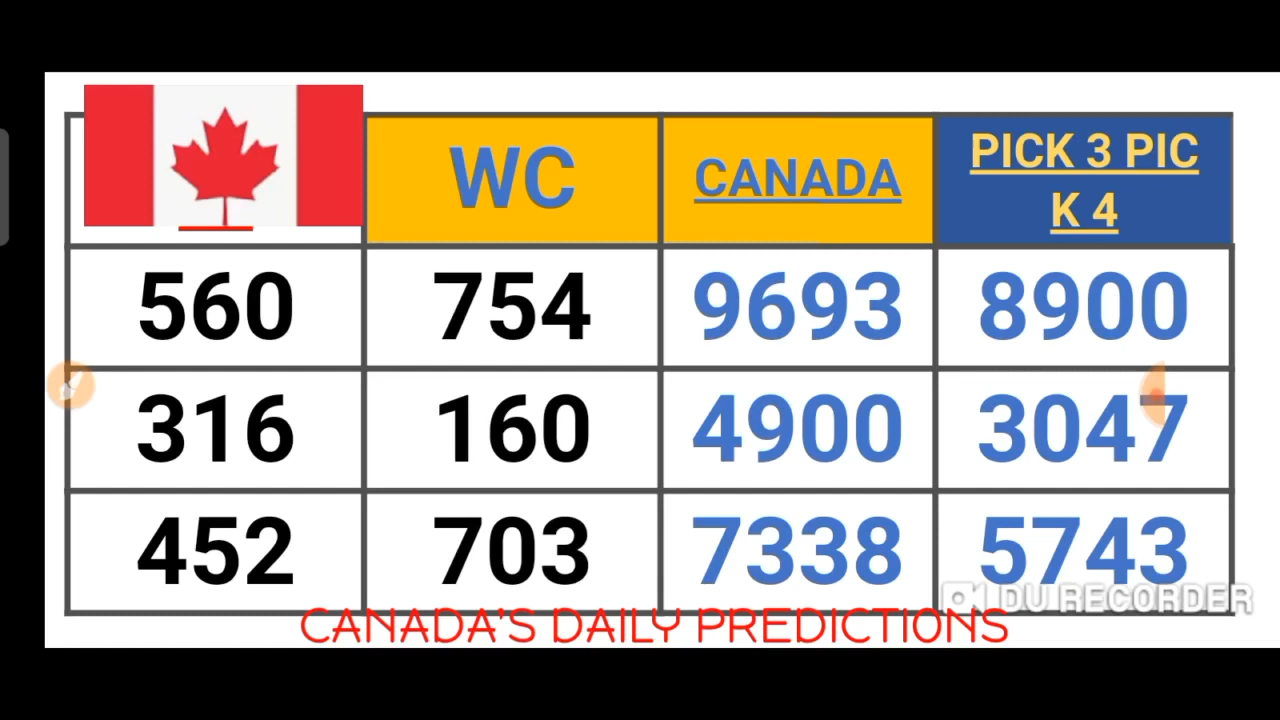 WC
CANADA
PICK 3 PIC
K 4
560 754 9693 8900
316 160 4900 3047
452 703 7338 5743
DU RECORDER
CANADA'S DAILY PREDICTIONS